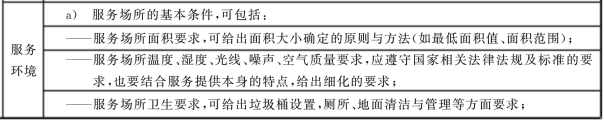 服务
环境
a) 服务场所的基本条件,可包括;
——服务场所面积要求,可给出面积大小确定的原则与方法(如最低面积值、面积范围);
——服务场所温度、湿度、光线、噪声、空气质量要求,应遵守国家相关法律法规及标准的要
求,也要结合服务提供本身的特点,给出细化的要求;
——服务场所卫生要求,可给出垃圾桶设置,厕所、地面清洁与管理等方面要求;